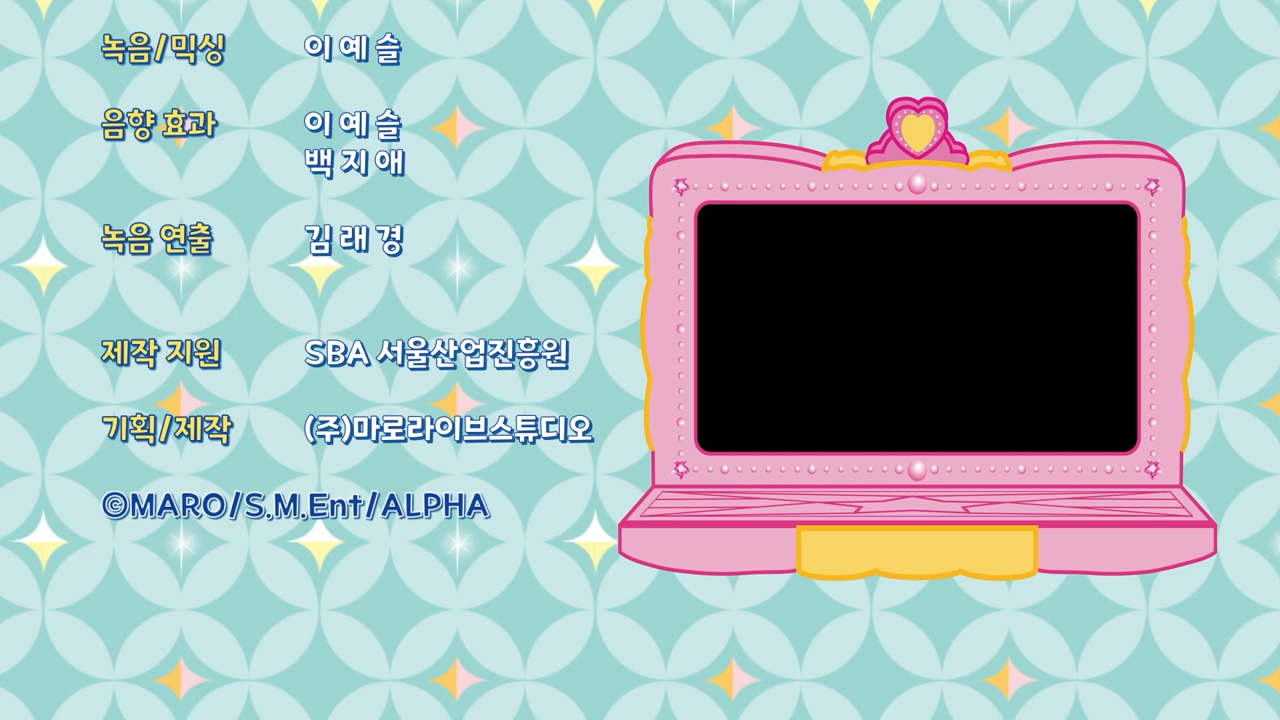 녹음/믹싱 이예슬
음향 효과 이예슬
백지애
녹음 연출 김래경
제작 지원 SBA 서울산업진흥원
기획/제작 (주)마로라이브스튜디오
©MARO/S.M.Ent/ALPHA